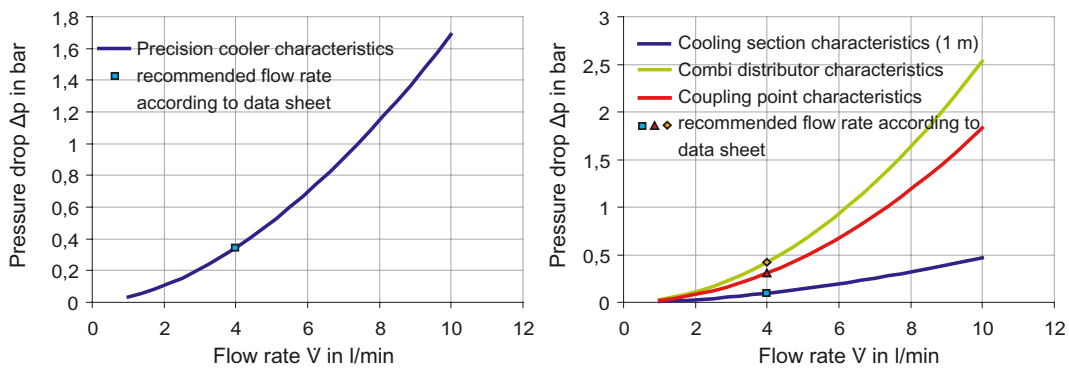 Pressure drop Δp in bar
1,8
1,6
1,4
1,2
1
0,8
0,6
0,4
0,2
0
Precision cooler characteristics
recommended flow rate
according to data sheet
0 2 4 6 8 10 12
Flow rate V̇ in l/min
Pressure drop Δp in bar
3
2,5
2
1,5
1
0,5
0
Cooling section characteristics (1 m)
Combi distributor characteristics
Coupling point characteristics
recommended flow rate according to
data sheet
0 2 4 6 8 10 12
Flow rate V̇ in l/min